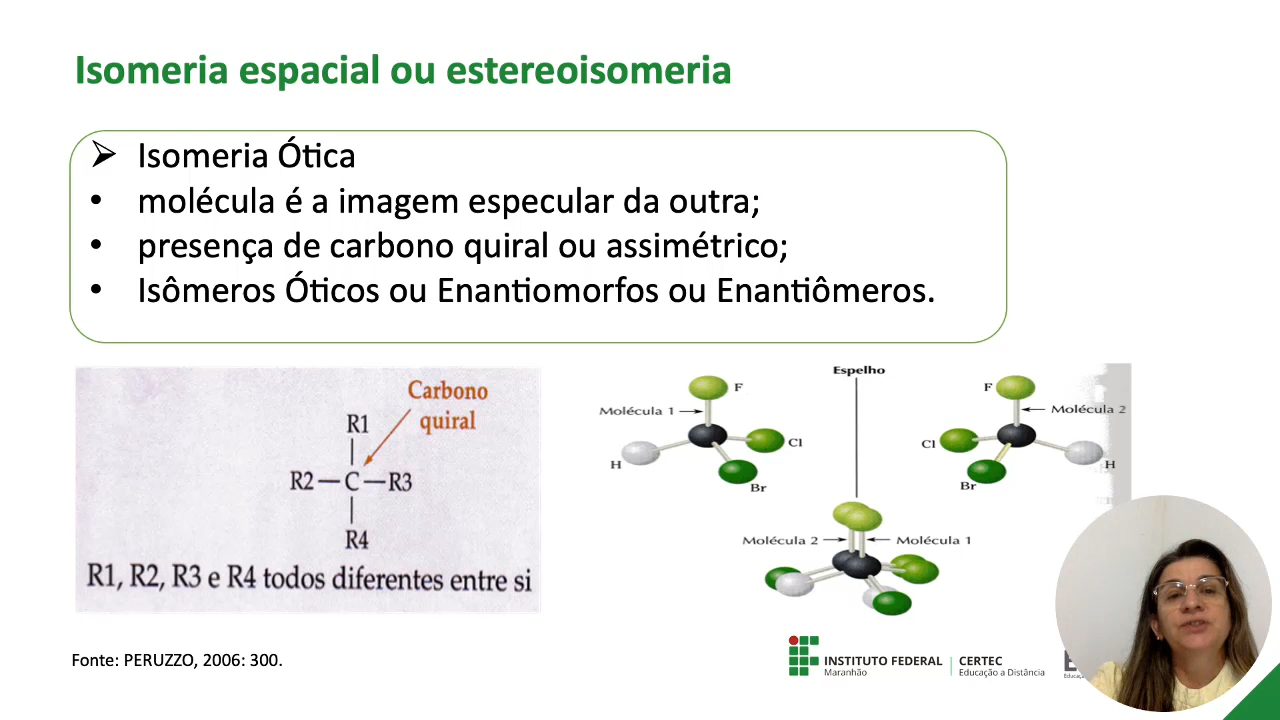 Isomeria espacial ou estereoisomeria
➢ Isomeria Ótica
• molécula é a imagem especular da outra;
• presença de carbono quiral ou assimétrico;
• Isômeros Óticos ou Enantiomorfos ou Enantiômeros.
Carbono
quiral
R1
R2—C—R3
R4
R1, R2, R3 e R4 todos diferentes entre si
Espelho
F
Molécula 1
Cl
H
Br
F
Molécula 2
Cl
H
Br
Molécula 2
Molécula 1
Fonte: PERUZZO, 2006: 300.
INSTITUTO FEDERAL
Maranhão
CERTEC
Educação a Distância